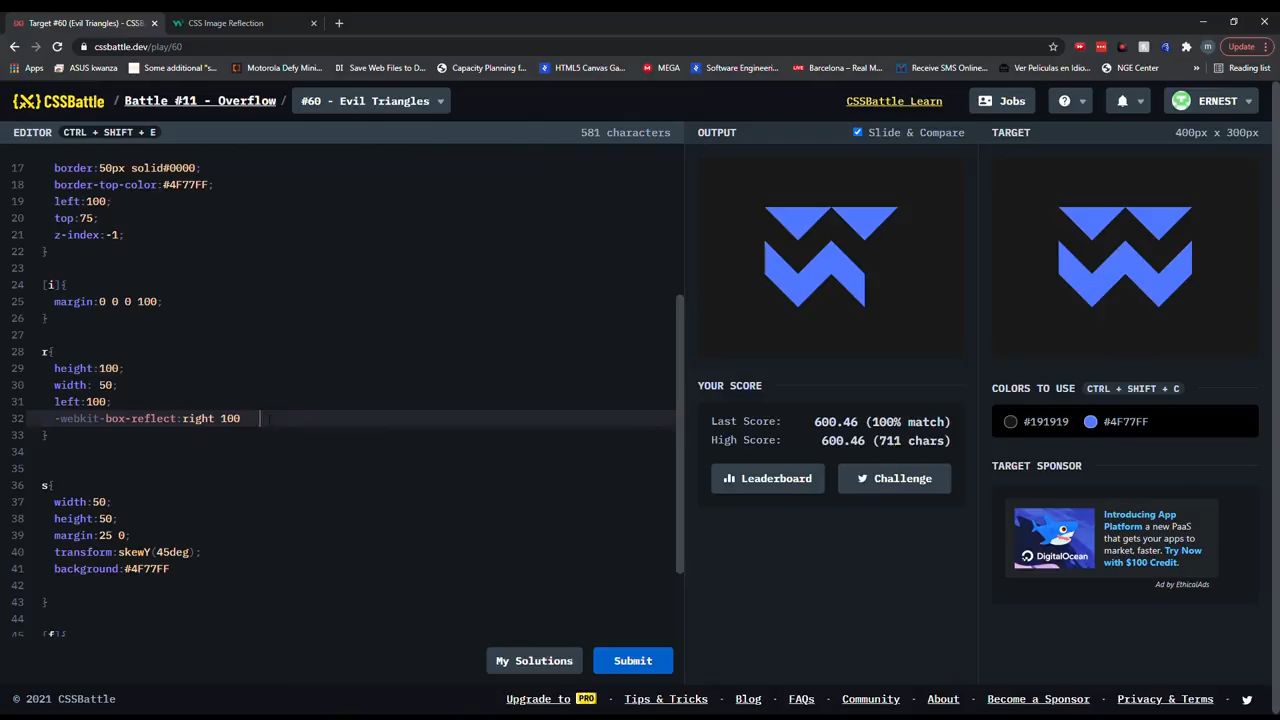 Target #60 (Evil Triangles) - CSSB
CSS Image Reflection
cssbattle.dev/play/60
Update
Apps
ASUS kwanza
Some additional "s...
Motorola Defy Mini...
Save Web Files to D...
Capacity Planning f...
HTML5 Canvas Ga...
MEGA
Software Engineeri...
Barcelona – Real M...
Receive SMS Online...
Ver Peliculas en Idio...
NGE Center
Reading list
CSSBattle / Battle #11 - Overflow / #60 - Evil Triangles
CSSBattle Learn
Jobs
ERNEST
EDITOR CTRL + SHIFT + E
581 characters
OUTPUT
Slide & Compare
TARGET
400px x 300px
17 border:50px solid#0000;
18 border-top-color:#4F77FF;
19 left:100;
20 top:75;
21 z-index:-1;
22 }
23
24 [i]{
25 margin:0 0 0 100;
26 }
27
28 r{
29 height:100;
30 width: 50;
31 left:100;
32 -webkit-box-reflect:right 100
33 }
34
35
36 s{
37 width:50;
38 height:50;
39 margin:25 0;
40 transform:skewY(45deg);
41 background:#4F77FF
42
43 }
44
45 [f]{
YOUR SCORE
Last Score: 600.46 (100% match)
High Score: 600.46 (711 chars)
Leaderboard
Challenge
COLORS TO USE CTRL + SHIFT + C
#191919
#4F77FF
TARGET SPONSOR
DigitalOcean
Introducing App
Platform a new PaaS
that gets your apps to
market, faster. Try Now
with $100 Credit.
Ad by EthicalAds
My Solutions
Submit
© 2021 CSSBattle
Upgrade to PRO · Tips & Tricks · Blog · FAQs · Community · About · Become a Sponsor · Privacy & Terms ·